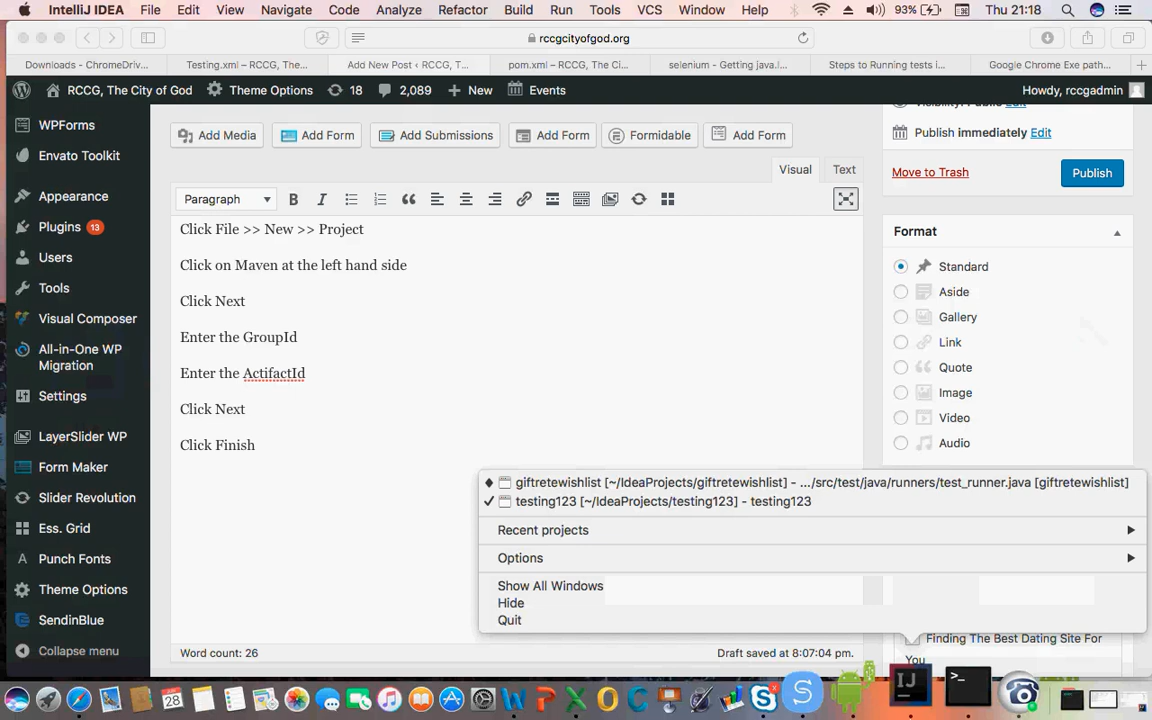 IntelliJ IDEA File Edit View Navigate Code Analyze Refactor Build Run Tools VCS Window Help 93% Thu 21:18
rccgcityofgod.org
Downloads - ChromeDriv... Testing.xml – RCCG, The... Add New Post ‹ RCCG, T... pom.xml – RCCG, The Ci... selenium - Getting java.l... Steps to Running tests i... Google Chrome Exe path...
RCCG, The City of God Theme Options 18 2,089 New Events Howdy, rccgadmin
WPForms
Envato Toolkit
Appearance
Plugins 13
Users
Tools
Visual Composer
All-in-One WP
Migration
Settings
LayerSlider WP
Form Maker
Slider Revolution
Ess. Grid
Punch Fonts
Theme Options
SendinBlue
Collapse menu
Add Media Add Form Add Submissions Add Form Formidable Add Form
Visual Text
Paragraph
Click File >> New >> Project
Click on Maven at the left hand side
Click Next
Enter the GroupId
Enter the ActifactId
Click Next
Click Finish
Word count: 26 Draft saved at 8:07:04 pm.
Visibility: Public Edit
Publish immediately Edit
Move to Trash Publish
Format
Standard
Aside
Gallery
Link
Quote
Image
Video
Audio
giftretewishlist [~/IdeaProjects/giftretewishlist] - .../src/test/java/runners/test_runner.java [giftretewishlist]
testing123 [~/IdeaProjects/testing123] - testing123
Recent projects
Options
Show All Windows
Hide
Quit
Finding The Best Dating Site For
You
28